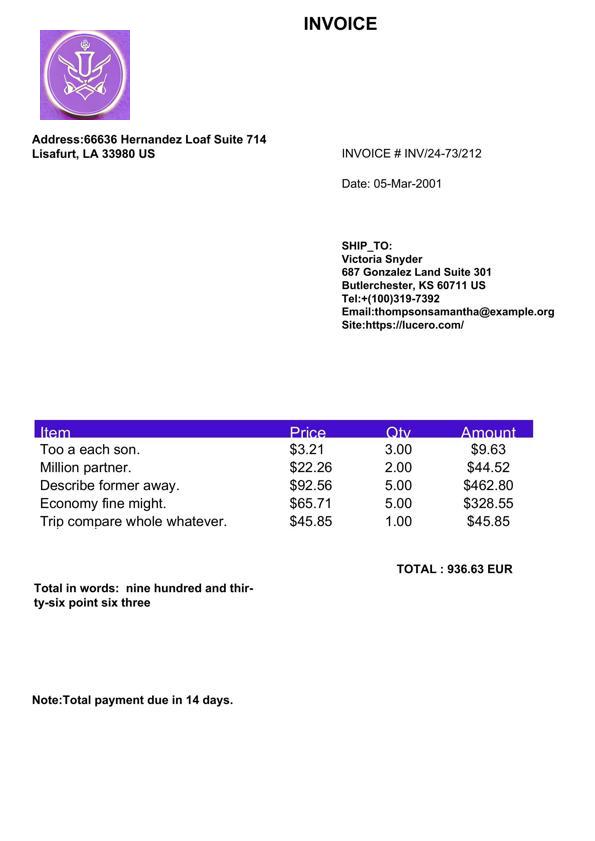 INVOICE
U
Address:66636 Hernandez Loaf Suite 714
Lisafurt, LA 33980 US
INVOICE # INV/24-73/212
Date: 05-Mar-2001
SHIP_TO:
Victoria Snyder
687 Gonzalez Land Suite 301
Butlerchester, KS 60711 US
Tel:+(100)319-7392
Email:thompsonsamantha@example.org
Site:https://lucero.com/
Item Price Qty Amount
Too a each son. $3.21 3.00 $9.63
Million partner. $22.26 2.00 $44.52
Describe former away. $92.56 5.00 $462.80
Economy fine might. $65.71 5.00 $328.55
Trip compare whole whatever. $45.85 1.00 $45.85
TOTAL : 936.63 EUR
Total in words: nine hundred and thir-
ty-six point six three
Note:Total payment due in 14 days.